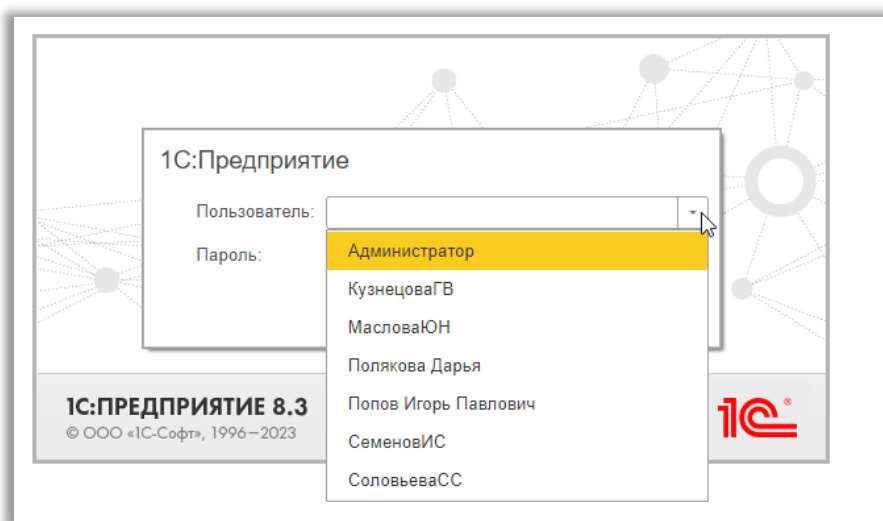 1С:Предприятие
Пользователь:
Пароль:
Администратор
КузнецоваГВ
МасловаЮН
Полякова Дарья
Попов Игорь Павлович
СеменовИС
СоловьеваСС
1С:ПРЕДПРИЯТИЕ 8.3
© ООО «1С-Софт», 1996–2023
1С®